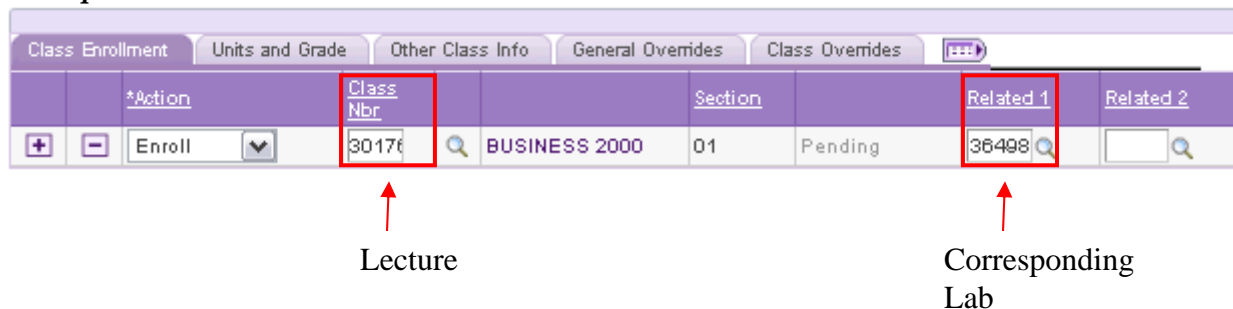 Class Enrollment Units and Grade Other Class Info General Overrides Class Overrides
*Action Class Nbr Section Related 1 Related 2
Enroll 30176 BUSINESS 2000 01 Pending 36498
Lecture Corresponding
Lab